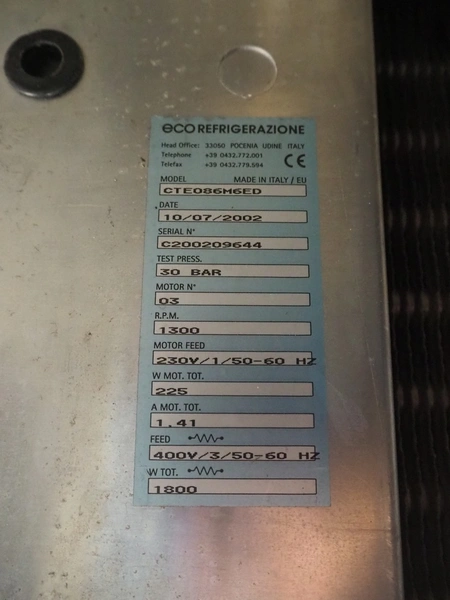 ECO REFRIGERAZIONE
Head Office: 33050 POCENIA UDINE ITALY
Telephone +39 0432.772.001
Telefax +39 0432.779.594
CE
MODEL MADE IN ITALY / EU
CTE086M6ED
DATE
10/07/2002
SERIAL N°
C200209644
TEST PRESS.
30 BAR
MOTOR N°
03
R.P.M.
1300
MOTOR FEED
230V/1/50-60 HZ
W MOT. TOT.
225
A MOT. TOT.
1,41
FEED
400V/3/50-60 HZ
W TOT.
1800